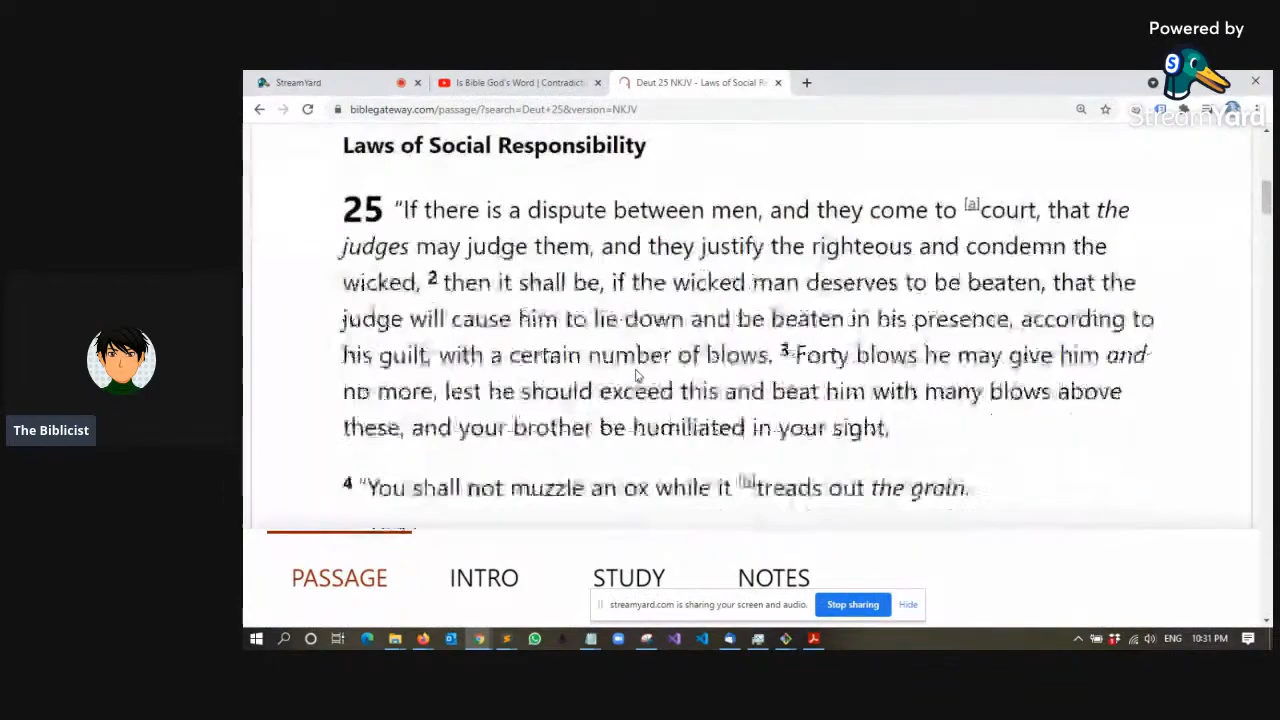 Powered by
StreamYard
StreamYard
Is Bible God's Word | Contradicti
Deut 25 NKJV - Laws of Social Re
biblegateway.com/passage/?search=Deut+25&version=NKJV
Laws of Social Responsibility
25 “If there is a dispute between men, and they come to [a]court, that the
judges may judge them, and they justify the righteous and condemn the
wicked, 2 then it shall be, if the wicked man deserves to be beaten, that the
judge will cause him to lie down and be beaten in his presence, according to
his guilt, with a certain number of blows. 3 Forty blows he may give him and
no more, lest he should exceed this and beat him with many blows above
these, and your brother be humiliated in your sight.
4 “You shall not muzzle an ox while it [b]treads out the grain.
The Biblicist
PASSAGE INTRO STUDY NOTES
streamyard.com is sharing your screen and audio. Stop sharing Hide
ENG 10:31 PM